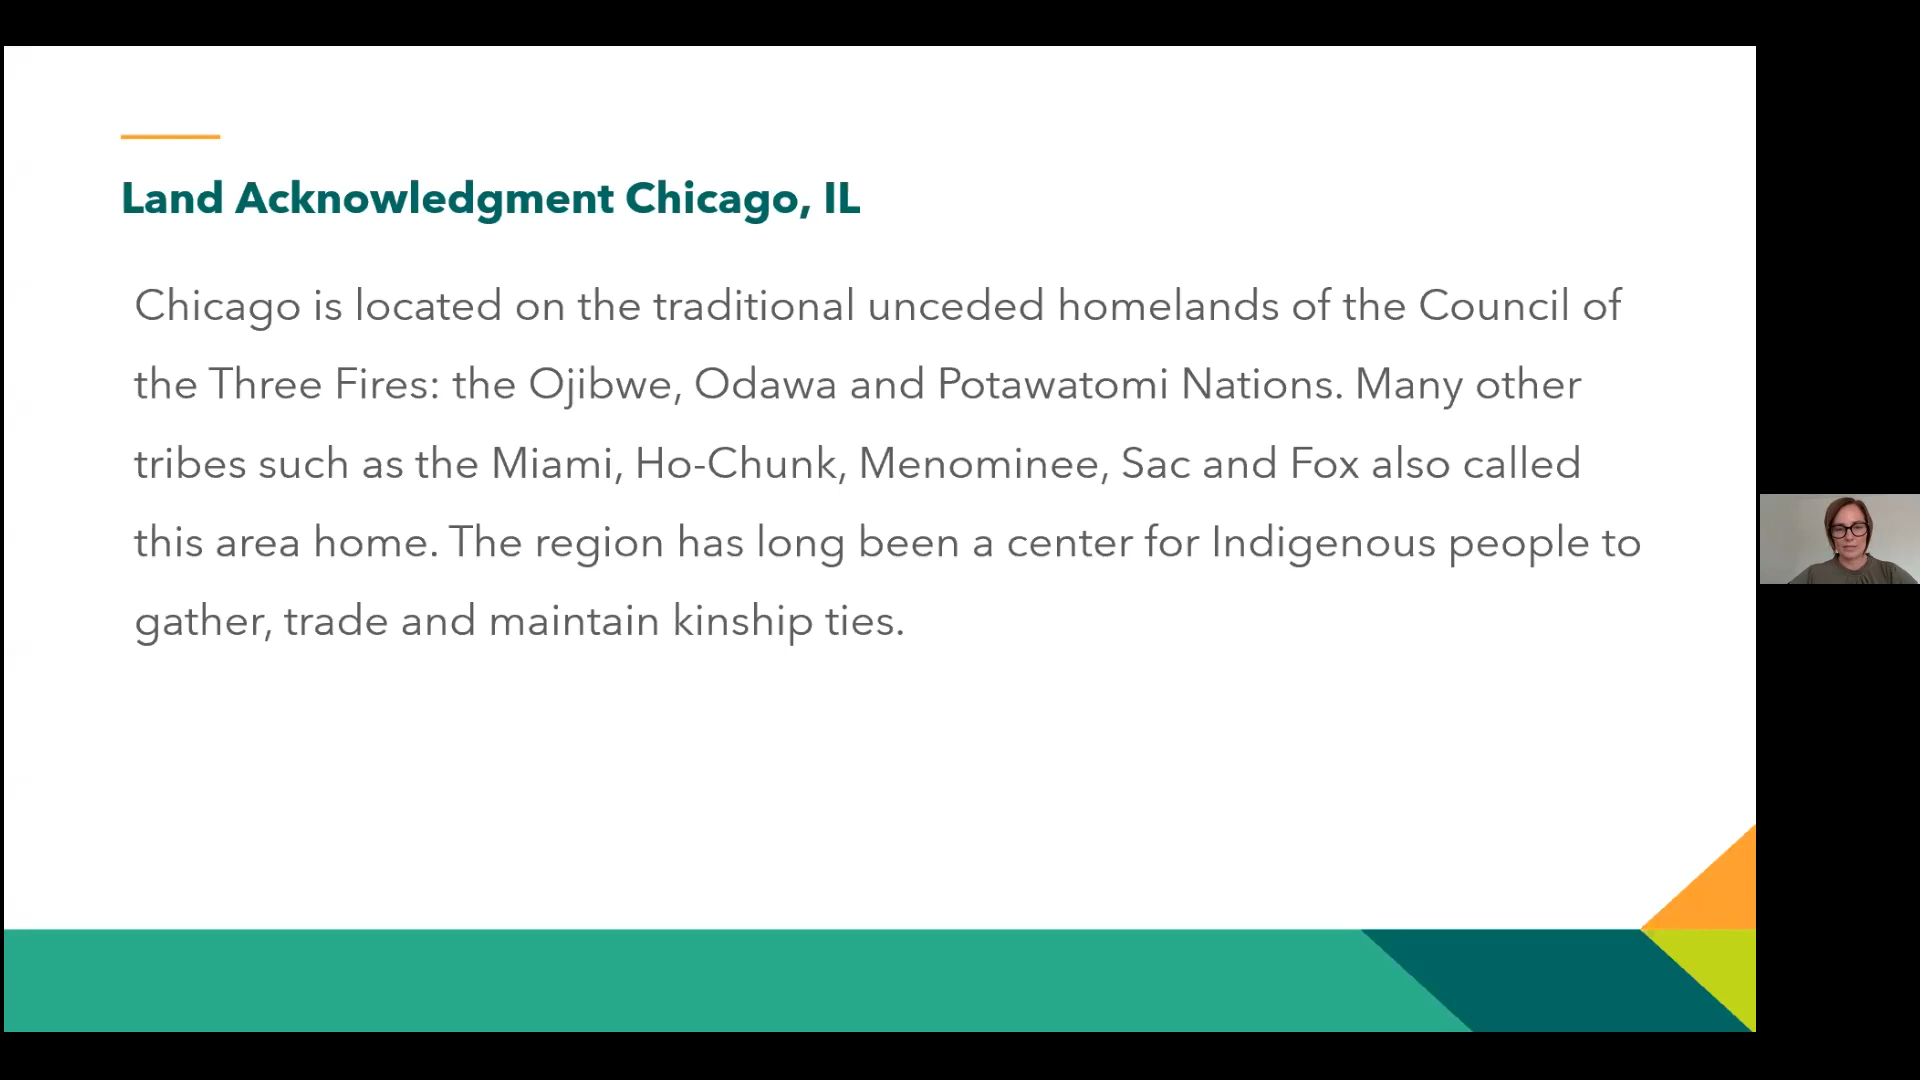 Land Acknowledgment Chicago, IL
Chicago is located on the traditional unceded homelands of the Council of
the Three Fires: the Ojibwe, Odawa and Potawatomi Nations. Many other
tribes such as the Miami, Ho-Chunk, Menominee, Sac and Fox also called
this area home. The region has long been a center for Indigenous people to
gather, trade and maintain kinship ties.